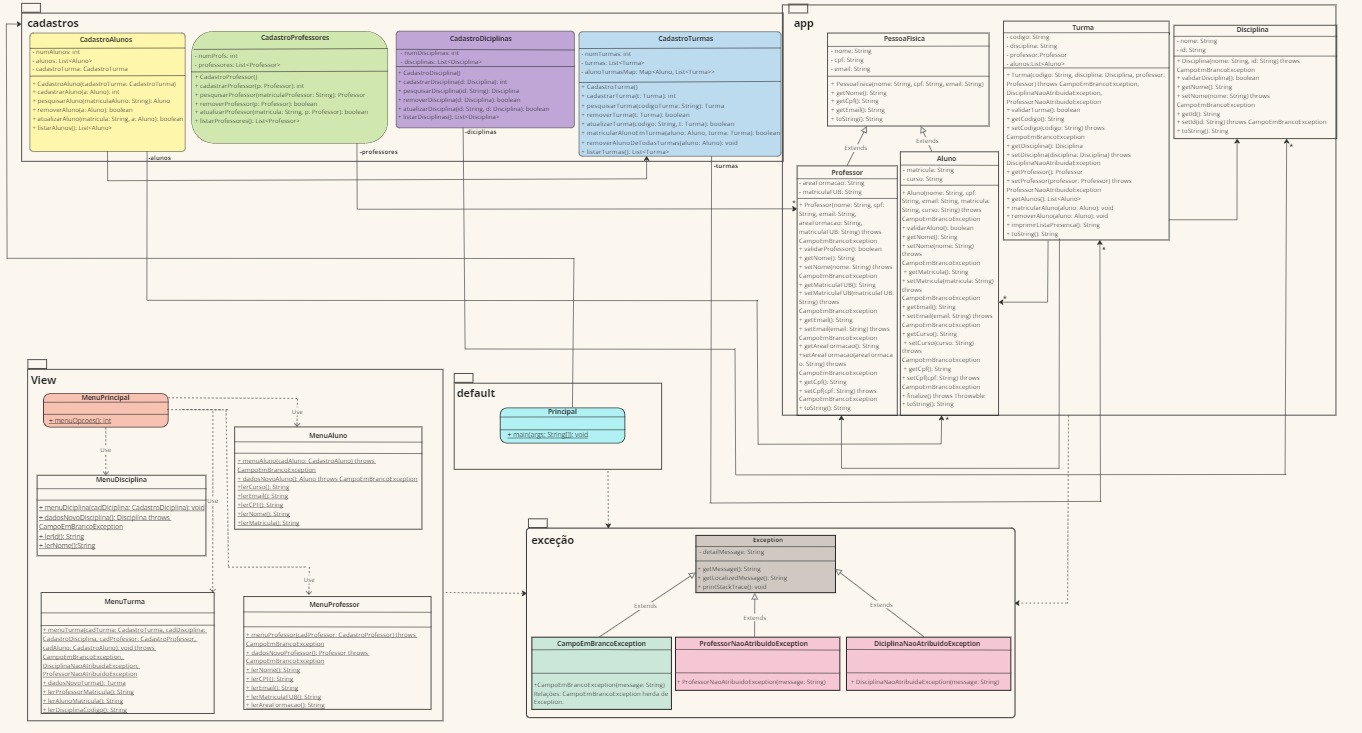 cadastros
CadastroAlunos
- numAlunos: int
- alunos: List<Aluno>
- cadastroTurma: CadastroTurma
+ CadastroAluno(cadastroTurma: CadastroTurma)
+ cadastrarAluno(a: Aluno): int
+ pesquisarAluno(matriculaAluno: String): Aluno
+ removerAluno(a: Aluno): boolean
+ atualizarAluno(matricula: String, a: Aluno): boolean
+ listarAlunos(): List<Aluno>
-alunos
CadastroProfessores
- numProfs: int
- professores: List<Professor>
+ CadastroProfessor()
+ cadastrarProfessor(p: Professor): int
+ pesquisarProfessor(matriculaProfessor: String): Professor
+ removerProfessor(p: Professor): boolean
+ atualizarProfessor(matricula: String, p: Professor): boolean
+ listarProfessores(): List<Professor>
-professores
CadastroDiciplinas
- numDisciplinas: int
- disciplinas: List<Disciplina>
+ CadastroDisciplina()
+ cadastrarDisciplina(d: Disciplina): int
+ pesquisarDisciplina(id: String): Disciplina
+ removerDisciplina(d: Disciplina): boolean
+ atualizarDisciplina(id: String, d: Disciplina): boolean
+ listarDisciplinas(): List<Disciplina>
-diciplinas
CadastroTurmas
- numTurmas: int
- turmas: List<Turma>
- alunoTurmasMap: Map<Aluno, List<Turma>>
+ CadastroTurma()
+ cadastrarTurma(t: Turma): int
+ pesquisarTurma(codigoTurma: String): Turma
+ removerTurma(t: Turma): boolean
+ atualizarTurma(codigo: String, t: Turma): boolean
+ matricularAlunoEmTurma(aluno: Aluno, turma: Turma): boolean
+ removerAlunoDeTodasTurmas(aluno: Aluno): void
+ listarTurmas(): List<Turma>
-turmas
app
PessoaFisica
- nome: String
- cpf: String
- email: String
+ PessoaFisica(nome: String, cpf: String, email: String)
+ getNome(): String
+ getCpf(): String
+ getEmail(): String
+ toString(): String
Extends
Extends
Professor
- areaFormacao: String
- matriculaFUB: String
+ Professor(nome: String, cpf:
String, email: String,
areaFormacao: String,
matriculaFUB: String) throws
CampoEmBrancoException
+ validarProfessor(): boolean
+ getNome(): String
+ setNome(nome: String) throws
CampoEmBrancoException
+ getMatriculaFUB(): String
+ setMatriculaFUB(matriculaFUB:
String) throws
CampoEmBrancoException
+ getEmail(): String
+ setEmail(email: String) throws
CampoEmBrancoException
+ getAreaFormacao(): String
+setAreaFormacao(areaFormaca
o: String) throws
CampoEmBrancoException
+ getCpf(): String
+ setCpf(cpf: String) throws
CampoEmBrancoException
+ toString(): String
*
Aluno
- matricula: String
- curso: String
+ Aluno(nome: String, cpf:
String, email: String, matricula:
String, curso: String) throws
CampoEmBrancoException
+ validarAluno(): boolean
+ getNome(): String
+ setNome(nome: String)
throws
CampoEmBrancoException
+ getMatricula(): String
+ setMatricula(matricula: String)
throws
CampoEmBrancoException
+ getEmail(): String
+ setEmail(email: String) throws
CampoEmBrancoException
+ getCurso(): String
+ setCurso(curso: String)
throws
CampoEmBrancoException
+ getCpf(): String
+ setCpf(cpf: String) throws
CampoEmBrancoException
+ finalize() throws Throwable
+ toString(): String
*
*
Turma
- codigo: String
- disciplina: String
- professor:Professor
- alunos:List<Aluno>
+ Turma(codigo: String, disciplina: Disciplina, professor:
Professor) throws CampoEmBrancoException,
DisciplinaNaoAtribuidaException,
ProfessorNaoAtribuidoException
+ validarTurma(): boolean
+ getCodigo(): String
+ setCodigo(codigo: String) throws
CampoEmBrancoException
+ getDisciplina(): Disciplina
+ setDisciplina(disciplina: Disciplina) throws
DisciplinaNaoAtribuidaException
+ getProfessor(): Professor
+ setProfessor(professor: Professor) throws
ProfessorNaoAtribuidoException
+ getAlunos(): List<Aluno>
+ matricularAluno(aluno: Aluno): void
+ removerAluno(aluno: Aluno): void
+ imprimirListaPresenca(): String
+ toString(): String
*
Disciplina
- nome: String
- id: String
+ Disciplina(nome: String, id: String) throws
CampoEmBrancoException
+ validarDisciplina(): boolean
+ getNome(): String
+ setNome(nome: String) throws
CampoEmBrancoException
+ getId(): String
+ setId(id: String) throws CampoEmBrancoException
+ toString(): String
*
View
MenuPrincipal
+ menuOpcoes(): int
Use
Use
Use
Use
MenuAluno
+ menuAluno(cadAluno: CadastroAluno) throws
CampoEmBrancoException
+ dadosNovoAluno(): Aluno throws CampoEmBrancoException
+lerCurso(): String
+lerEmail(): String
+lerCPF(): String
+lerNome(): String
+lerMatricula(): String
MenuDisciplina
+ menuDiciplina(cadDiciplina: CadastroDiciplina): void
+ dadosNovoDisciplina(): Disciplina throws
CampoEmBrancoException
+ lerId(): String
+ lerNome():String
MenuTurma
+ menuTurma(cadTurma: CadastroTurma, cadDisciplina:
CadastroDisciplina, cadProfessor: CadastroProfessor,
cadAluno: CadastroAluno): void throws
CampoEmBrancoException,
DisciplinaNaoAtribuidaException,
ProfessorNaoAtribuidoException
+ dadosNovoTurma(): Turma
+ lerProfessorMatricula(): String
+ lerAlunoMatricula(): String
+ lerDisciplinaCodigo(): String
MenuProfessor
+ menuProfessor(cadProfessor: CadastroProfessor) throws
CampoEmBrancoException
+ dadosNovoProfessor(): Professor throws
CampoEmBrancoException
+ lerNome(): String
+ lerCPF(): String
+ lerEmail(): String
+ lerMatriculaFUB(): String
+ lerAreaFormacao(): String
default
Principal
+ main(args: String[]): void
exceção
Exception
- detailMessage: String
+ getMessage(): String
+ getLocalizedMessage(): String
+ printStackTrace(): void
Extends
Extends
Extends
CampoEmBrancoException
+CampoEmBrancoException(message: String)
Relações: CampoEmBrancoException herda de
Exception.
ProfessorNaoAtribuidoException
+ ProfessorNaoAtribuidoException(message: String)
DiciplinaNaoAtribuidoException
+ DisciplinaNaoAtribuidaException(message: String)